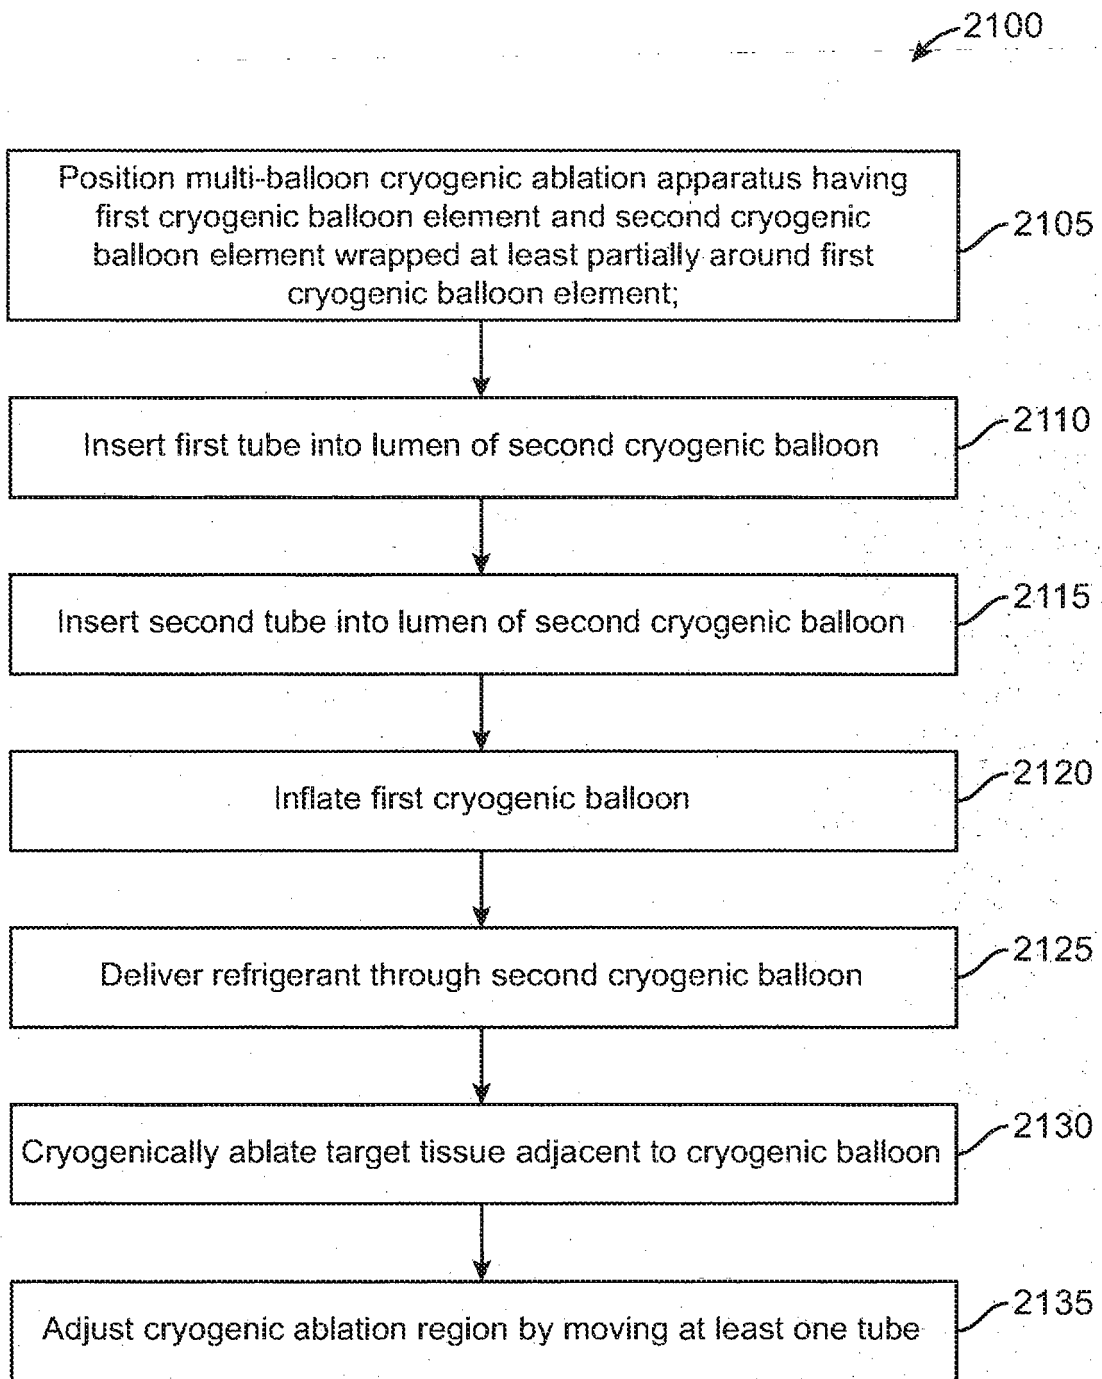 2100
Position multi-balloon cryogenic ablation apparatus having
first cryogenic balloon element and second cryogenic
balloon element wrapped at least partially around first
cryogenic balloon element;
2105
Insert first tube into lumen of second cryogenic balloon
2110
Insert second tube into lumen of second cryogenic balloon
2115
Inflate first cryogenic balloon
2120
Deliver refrigerant through second cryogenic balloon
2125
Cryogenically ablate target tissue adjacent to cryogenic balloon
2130
Adjust cryogenic ablation region by moving at least one tube
2135